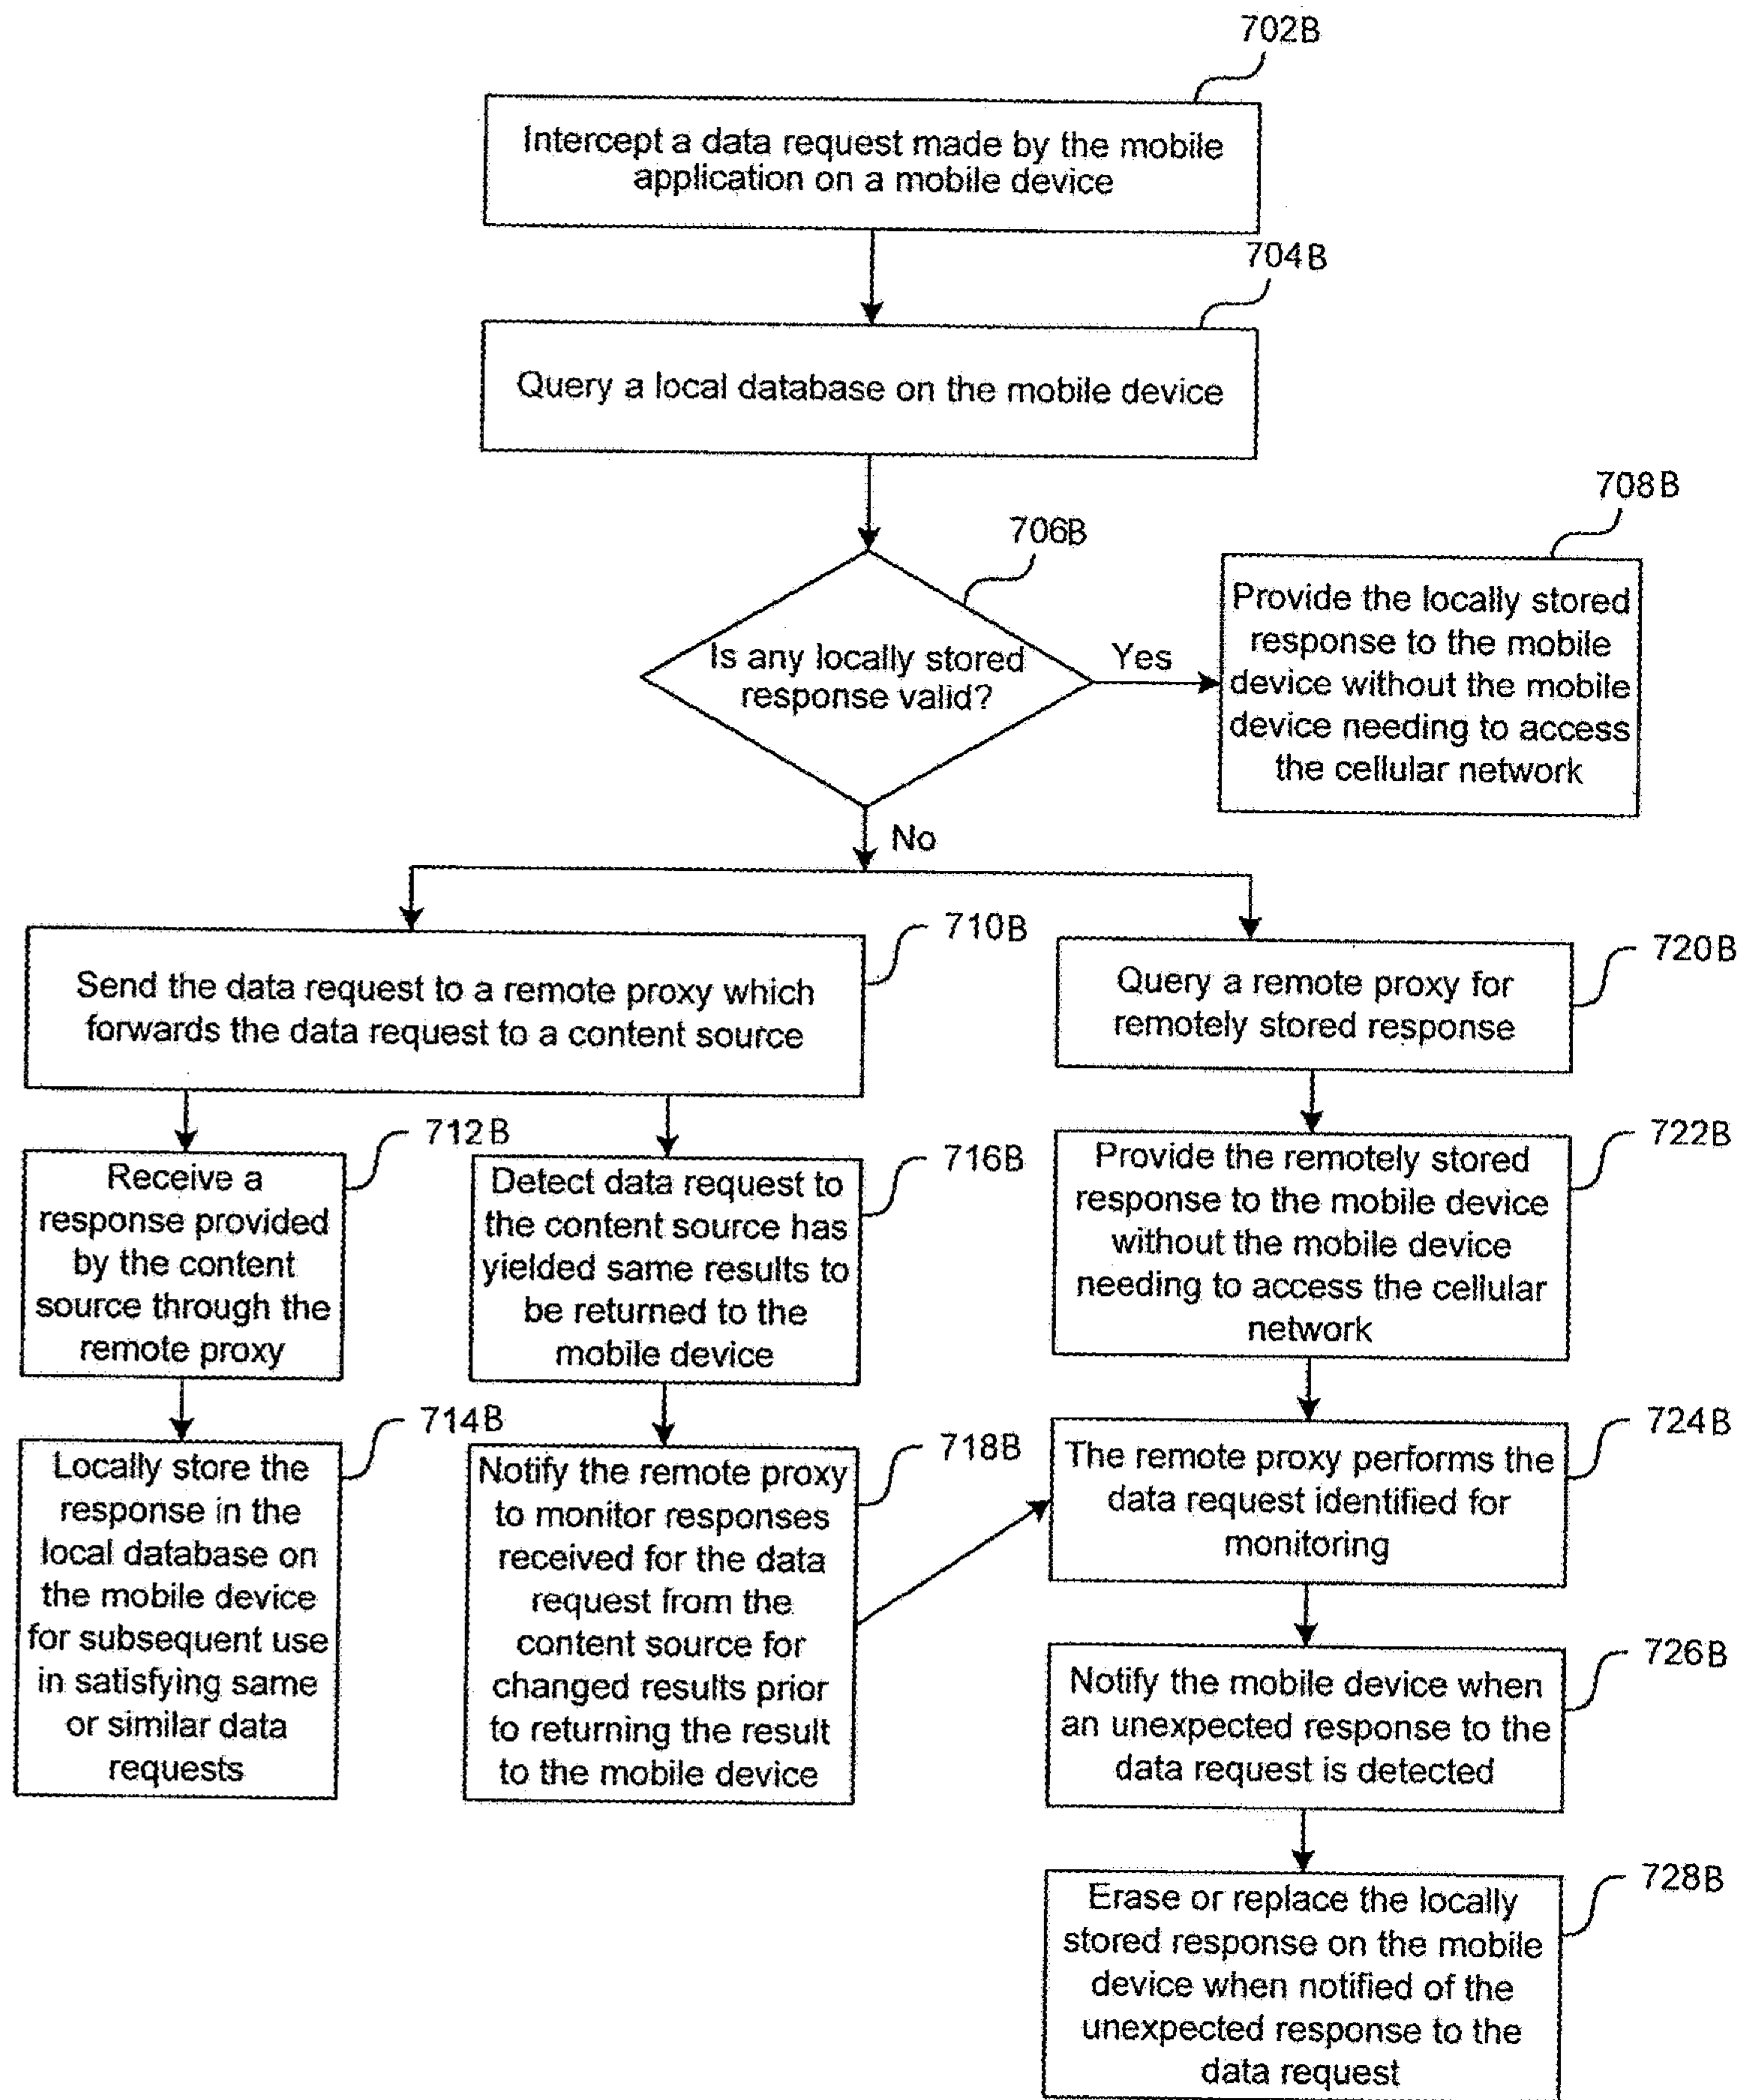 702B
Intercept a data request made by the mobile
application on a mobile device
704B
Query a local database on the mobile device
706B
Is any locally stored
response valid?
Yes
708B
Provide the locally stored
response to the mobile
device without the mobile
device needing to access
the cellular network
No
710B
Send the data request to a remote proxy which
forwards the data request to a content source
712B
Receive a
response provided
by the content
source through the
remote proxy
714B
Locally store the
response in the
local database on
the mobile device
for subsequent use
in satisfying same
or similar data
requests
716B
Detect data request to
the content source has
yielded same results to
be returned to the
mobile device
718B
Notify the remote proxy
to monitor responses
received for the data
request from the
content source for
changed results prior
to returning the result
to the mobile device
720B
Query a remote proxy for
remotely stored response
722B
Provide the remotely stored
response to the mobile device
without the mobile device
needing to access the cellular
network
724B
The remote proxy performs the
data request identified for
monitoring
726B
Notify the mobile device when
an unexpected response to the
data request is detected
728B
Erase or replace the locally
stored response on the mobile
device when notified of the
unexpected response to the
data request